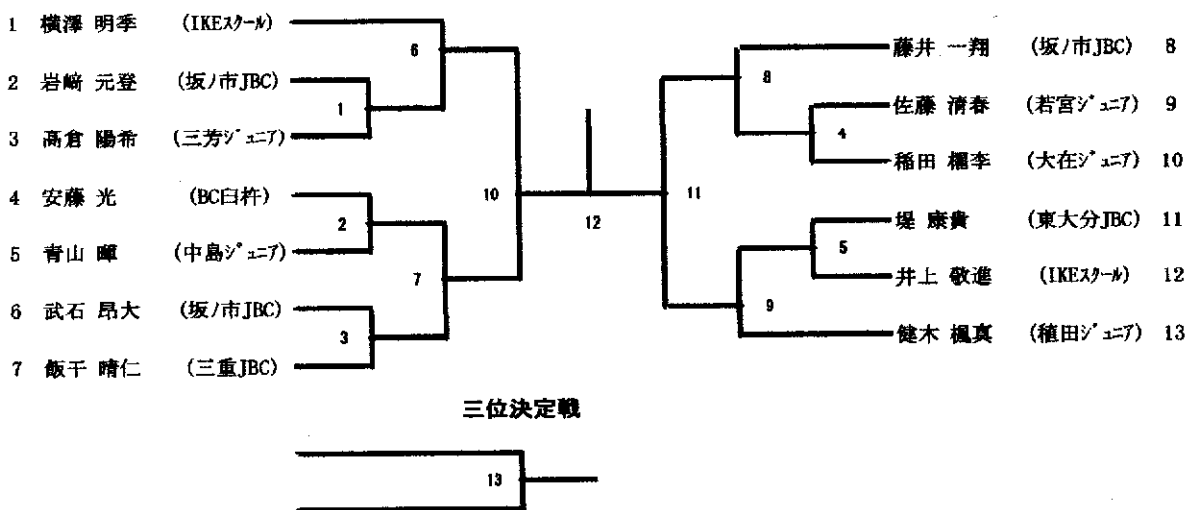 1 横澤 明季 (IKEスクール)
2 岩﨑 元登 (坂ノ市JBC)
3 高倉 陽希 (三芳ジュニア)
4 安藤 光 (BC臼杵)
5 青山 暉 (中島ジュニア)
6 武石 昂大 (坂ノ市JBC)
7 飯干 晴仁 (三重JBC)
6
1
2
7
3
10
12
11
8
4
5
9
藤井 一翔 (坂ノ市JBC) 8
佐藤 清春 (若宮ジュニア) 9
稲田 櫂李 (大在ジュニア) 10
堤 康貴 (東大分JBC) 11
井上 敬進 (IKEスクール) 12
健木 楓真 (稙田ジュニア) 13
三位決定戦
13